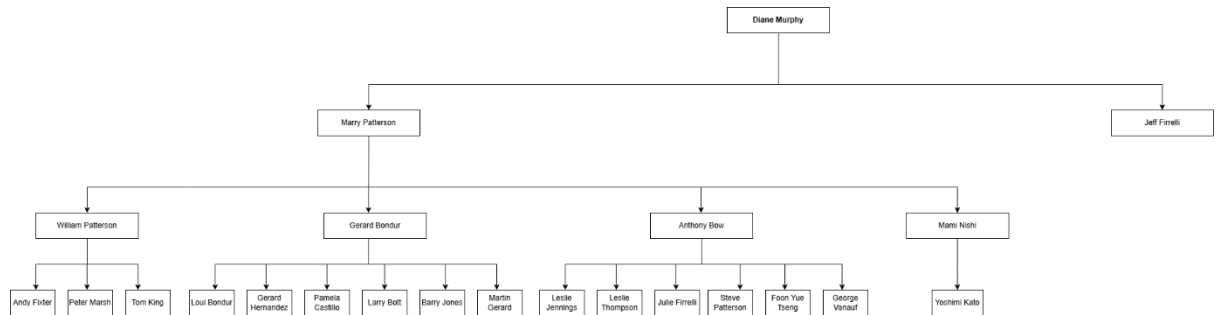 Diane Murphy
Marry Patterson
Jeff Firrelli
William Patterson
Gerard Bondur
Anthony Bow
Mami Nishi
Andy Fixter
Peter Marsh
Tom King
Loui Bondur
Gerard
Hernandez
Pamela
Castillo
Larry Bott
Barry Jones
Martin
Gerard
Leslie
Jennings
Leslie
Thompson
Julie Firrelli
Steve
Patterson
Foon Yue
Tseng
George
Vanauf
Yoshimi Kato